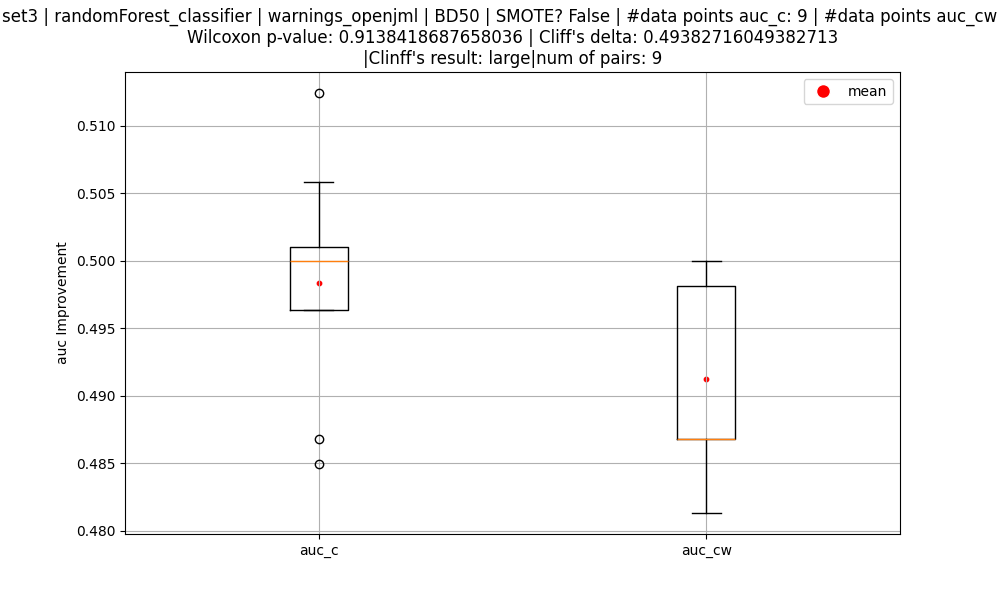 set3 | randomForest_classifier | warnings_openjml | BD50 | SMOTE? False | #data points auc_c: 9 | #data points auc_cw
Wilcoxon p-value: 0.9138418687658036 | Cliff's delta: 0.49382716049382713
|Clinff's result: large|num of pairs: 9
mean
0.510
0.505
0.500
0.495
0.490
0.485
0.480
auc Improvement
auc_c
auc_cw